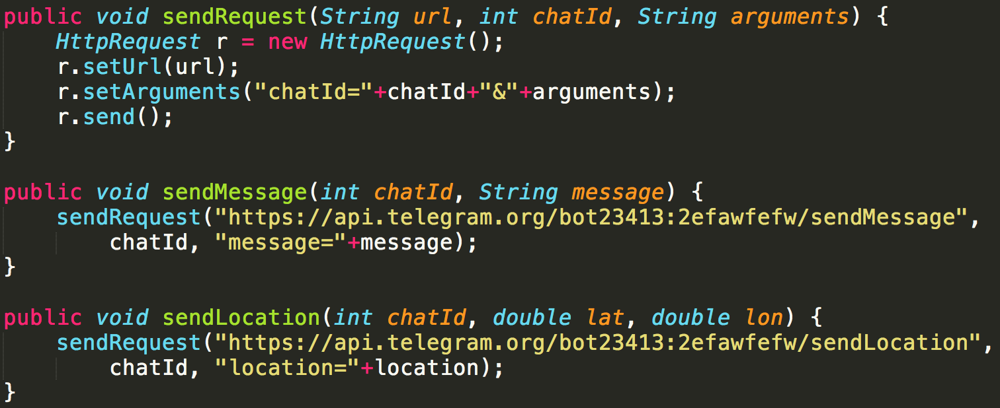 public void sendRequest(String url, int chatId, String arguments) {
    HttpRequest r = new HttpRequest();
    r.setUrl(url);
    r.setArguments("chatId="+chatId+"&"+arguments);
    r.send();
}

public void sendMessage(int chatId, String message) {
    sendRequest("https://api.telegram.org/bot23413:2efawfefw/sendMessage",
        chatId, "message="+message);
}

public void sendLocation(int chatId, double lat, double lon) {
    sendRequest("https://api.telegram.org/bot23413:2efawfefw/sendLocation",
        chatId, "location="+location);
}